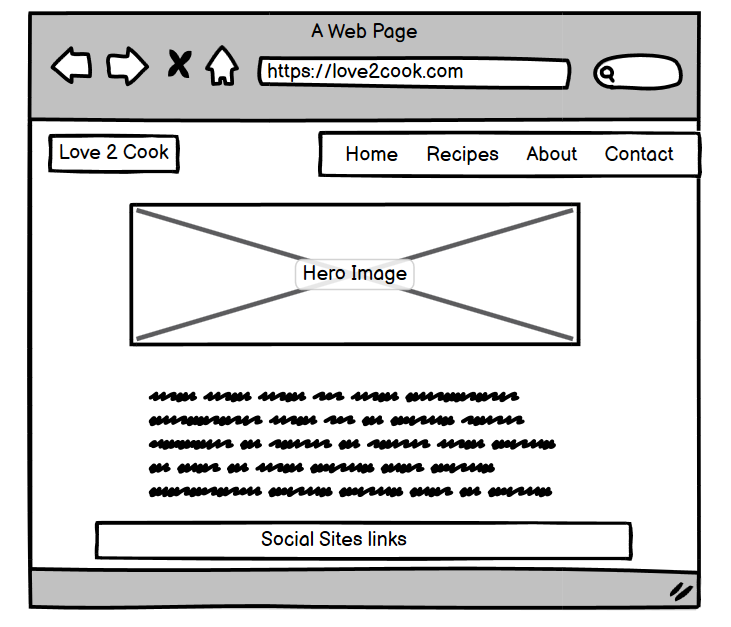 A Web Page
https://love2cook.com
Love 2 Cook
Home Recipes About Contact
Hero Image
Social Sites links